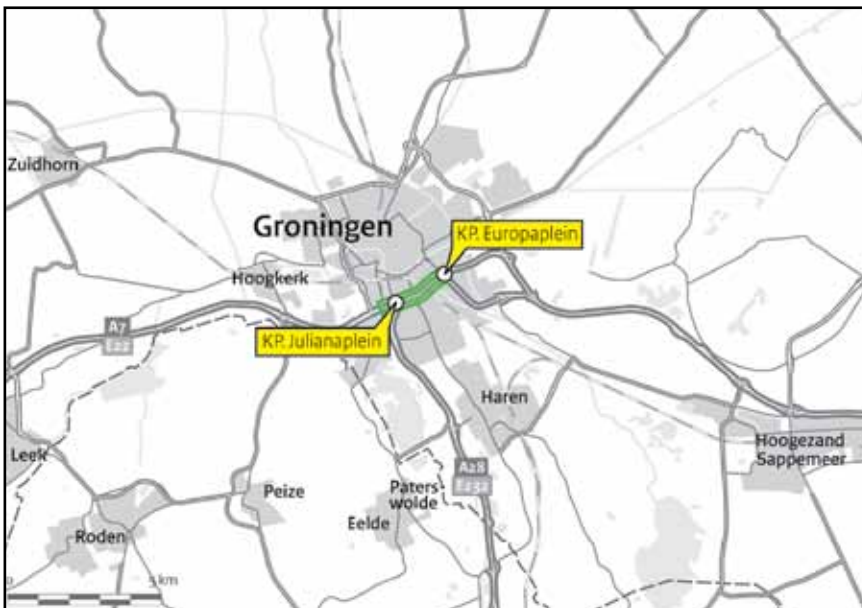 Zuidhorn
Groningen
KP. Europaplein
Hoogkerk
A7
E22
KP. Julianaplein
Haren
Leek
Hoogezand
Sappemeer
A28
E232
Peize
Paters
wolde
Eelde
Roden
0
5 km